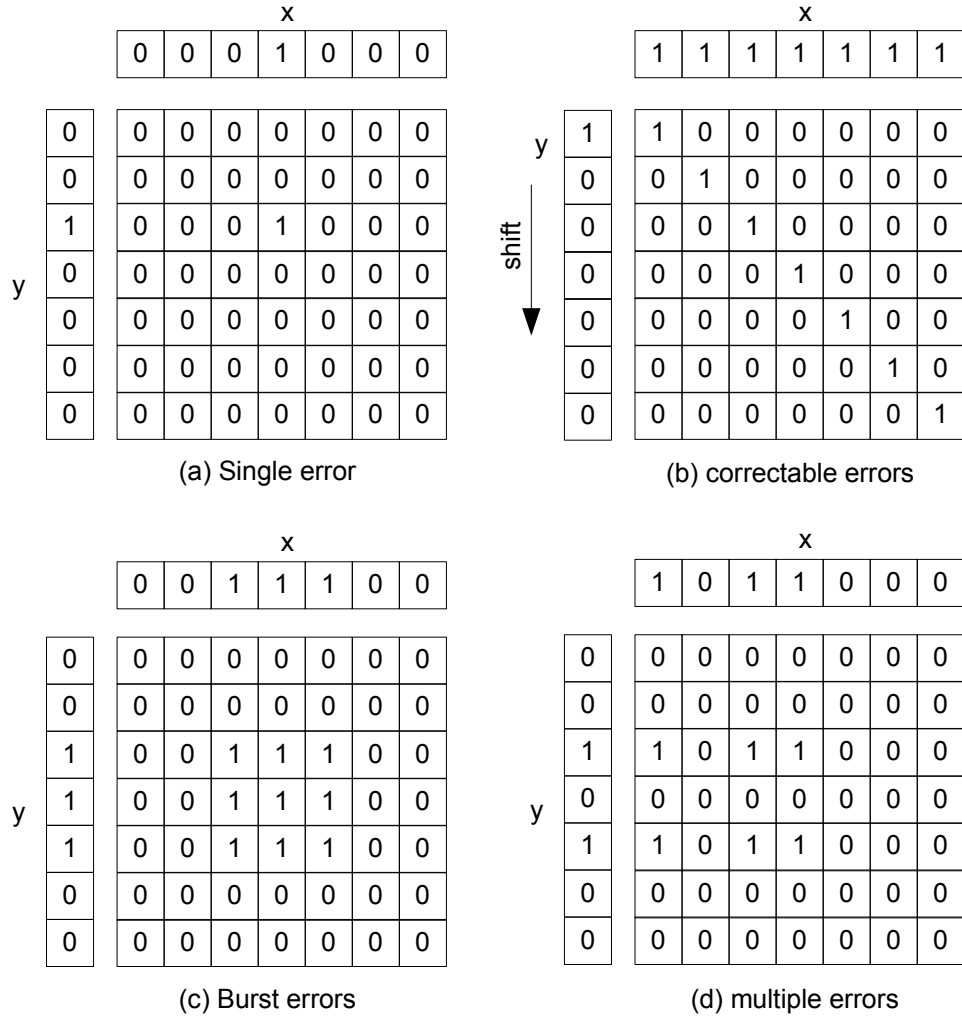 x
0 0 0 1 0 0 0
0 0 0 0 0 0 0 0
0 0 0 0 0 0 0 0
1 0 0 0 1 0 0 0
0 0 0 0 0 0 0 0
y
0 0 0 0 0 0 0 0
0 0 0 0 0 0 0 0
0 0 0 0 0 0 0 0
(a) Single error
x
1 1 1 1 1 1 1
y
1 1 0 0 0 0 0 0
0 0 1 0 0 0 0 0
0 0 0 1 0 0 0 0
shift
0 0 0 0 1 0 0 0
0 0 0 0 0 1 0 0
0 0 0 0 0 0 1 0
0 0 0 0 0 0 0 1
(b) correctable errors
x
0 0 1 1 1 0 0
0 0 0 0 0 0 0 0
0 0 0 0 0 0 0 0
1 0 0 1 1 1 0 0
1 0 0 1 1 1 0 0
y
1 0 0 1 1 1 0 0
0 0 0 0 0 0 0 0
0 0 0 0 0 0 0 0
(c) Burst errors
x
1 0 1 1 0 0 0
0 0 0 0 0 0 0 0
0 0 0 0 0 0 0 0
1 1 0 1 1 0 0 0
0 0 0 0 0 0 0 0
y
1 1 0 1 1 0 0 0
0 0 0 0 0 0 0 0
0 0 0 0 0 0 0 0
(d) multiple errors